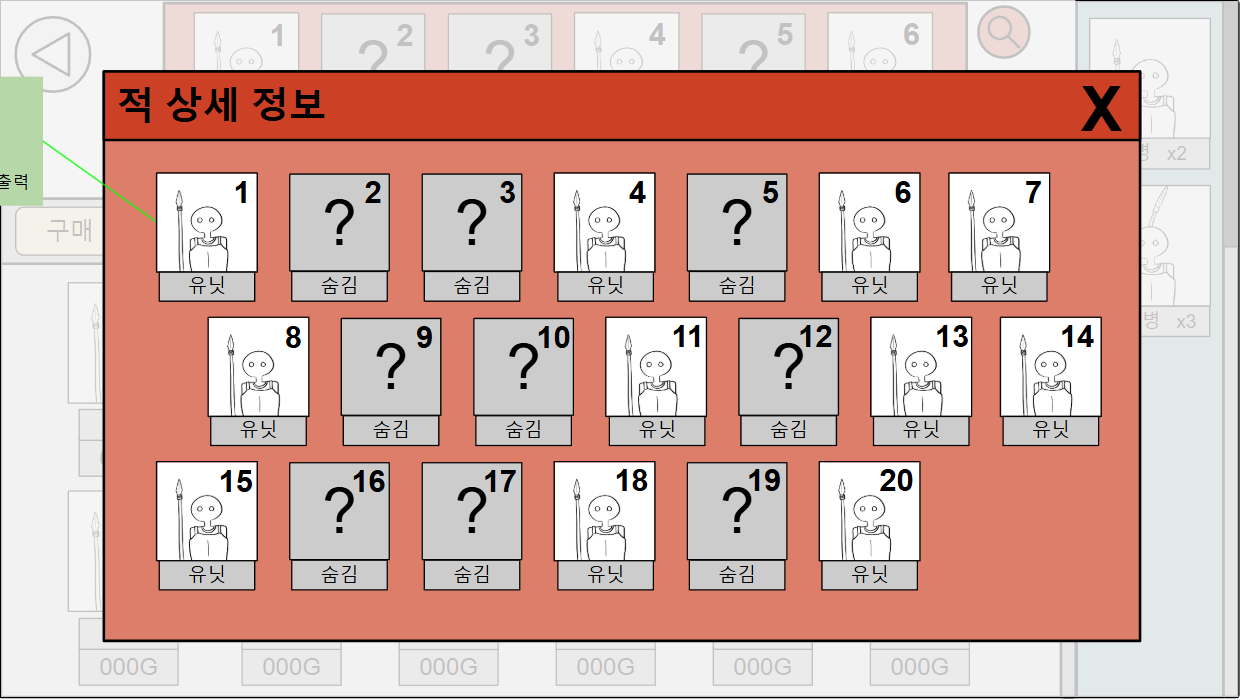 1 2 3 4 5 6
적 상세 정보 X
출력
병 x2
구매
1 2 3 4 5 6 7
? ? ?
유닛 숨김 숨김 유닛 숨김 유닛 유닛
병 x3
8 9 10 11 12 13 14
? ? ?
유닛 숨김 숨김 유닛 숨김 유닛 유닛
15 16 17 18 19 20
? ? ?
유닛 숨김 숨김 유닛 숨김 유닛
000G 000G 000G 000G 000G 000G